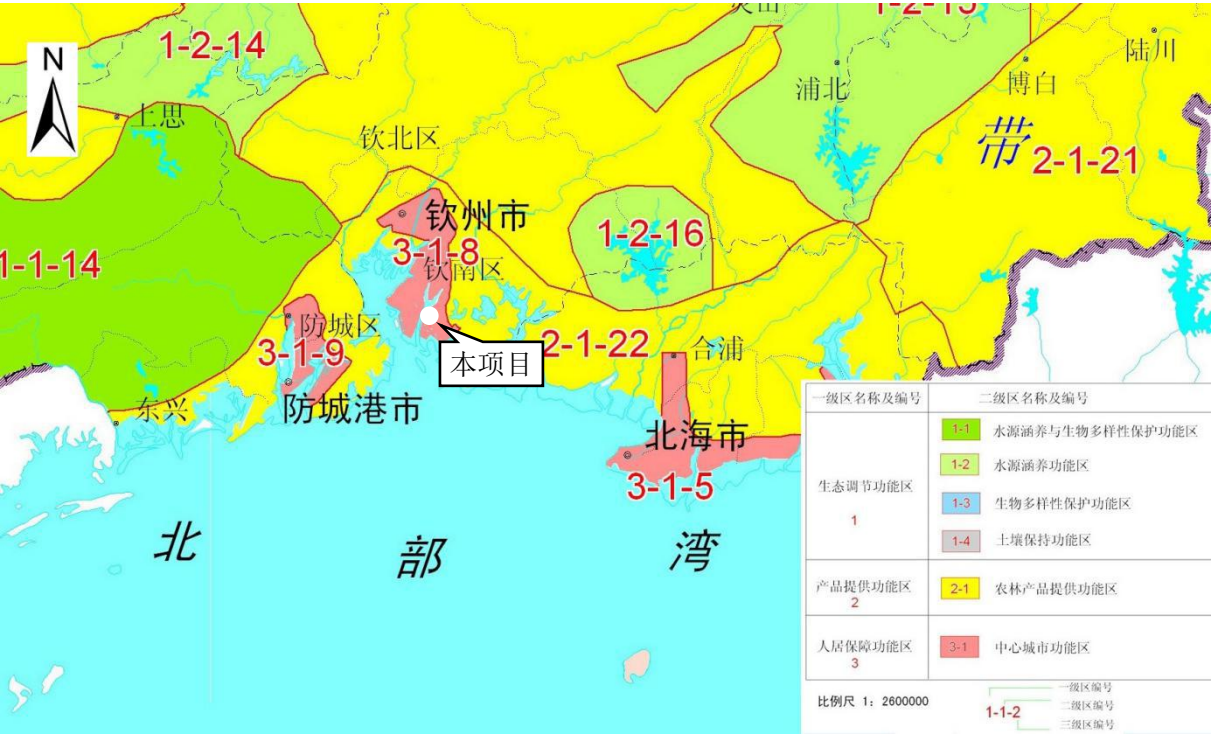 1-2-14
灵山
1-2-15
陆川
N
博白
上思
浦北
钦北区
带
2-1-21
钦州市
1-2-16
3-1-8
1-1-14
钦南区
防城区
2-1-22
合浦
3-1-9
本项目
东兴
防城港市
北海市
3-1-5
北
部
湾
一级区名称及编号
二级区名称及编号
1-1 水源涵养与生物多样性保护功能区
1-2 水源涵养功能区
生态调节功能区
1
1-3 生物多样性保护功能区
1-4 土壤保持功能区
产品提供功能区
2
2-1 农林产品提供功能区
人居保障功能区
3
3-1 中心城市功能区
比例尺 1：2600000
1-1-2
一级区编号
二级区编号
三级区编号